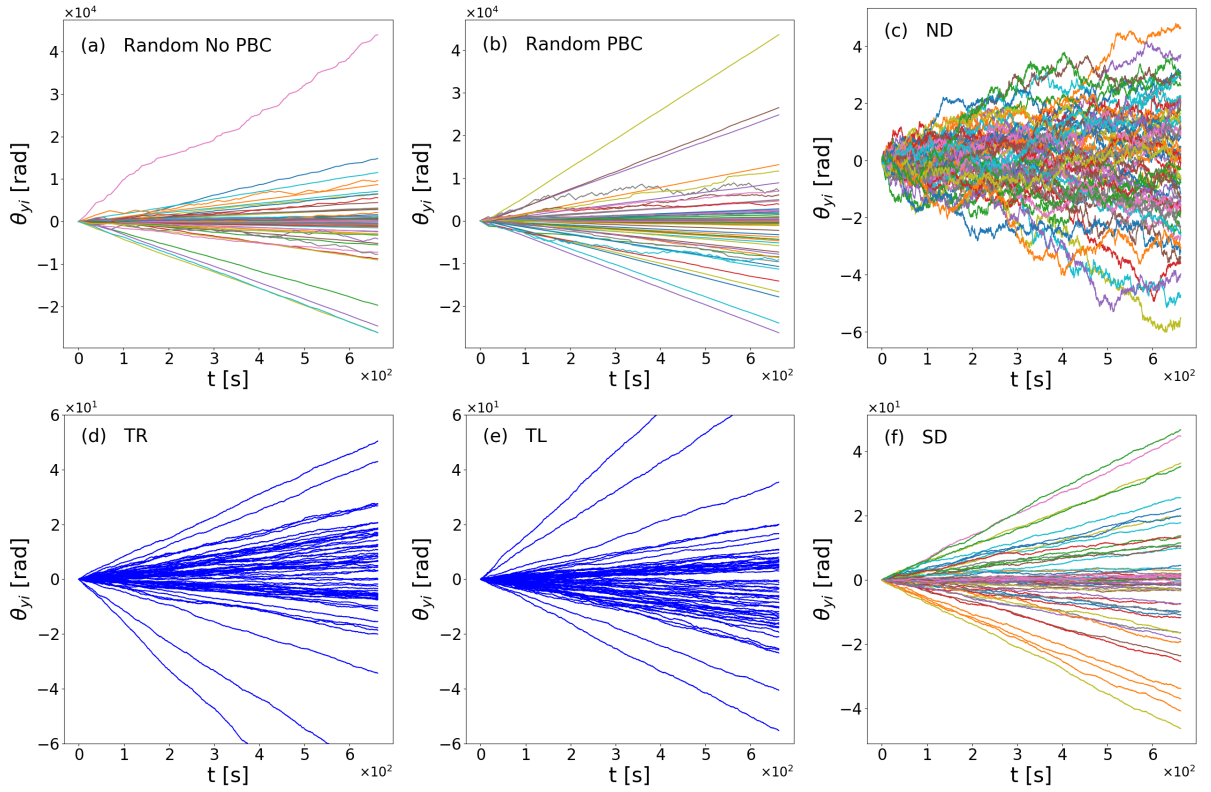 ×10⁴
(a) Random No PBC
4
3
2
1
0
−1
−2
θyi [rad]
0 1 2 3 4 5 6
t [s]
×10²
×10⁴
(b) Random PBC
4
3
2
1
0
−1
−2
θyi [rad]
0 1 2 3 4 5 6
t [s]
×10²
(c) ND
4
2
0
−2
−4
−6
θyi [rad]
0 1 2 3 4 5 6
t [s]
×10²
×10¹
(d) TR
6
4
2
0
−2
−4
−6
θyi [rad]
0 1 2 3 4 5 6
t [s]
×10²
×10¹
(e) TL
6
4
2
0
−2
−4
−6
θyi [rad]
0 1 2 3 4 5 6
t [s]
×10²
×10¹
(f) SD
4
2
0
−2
−4
θyi [rad]
0 1 2 3 4 5 6
t [s]
×10²